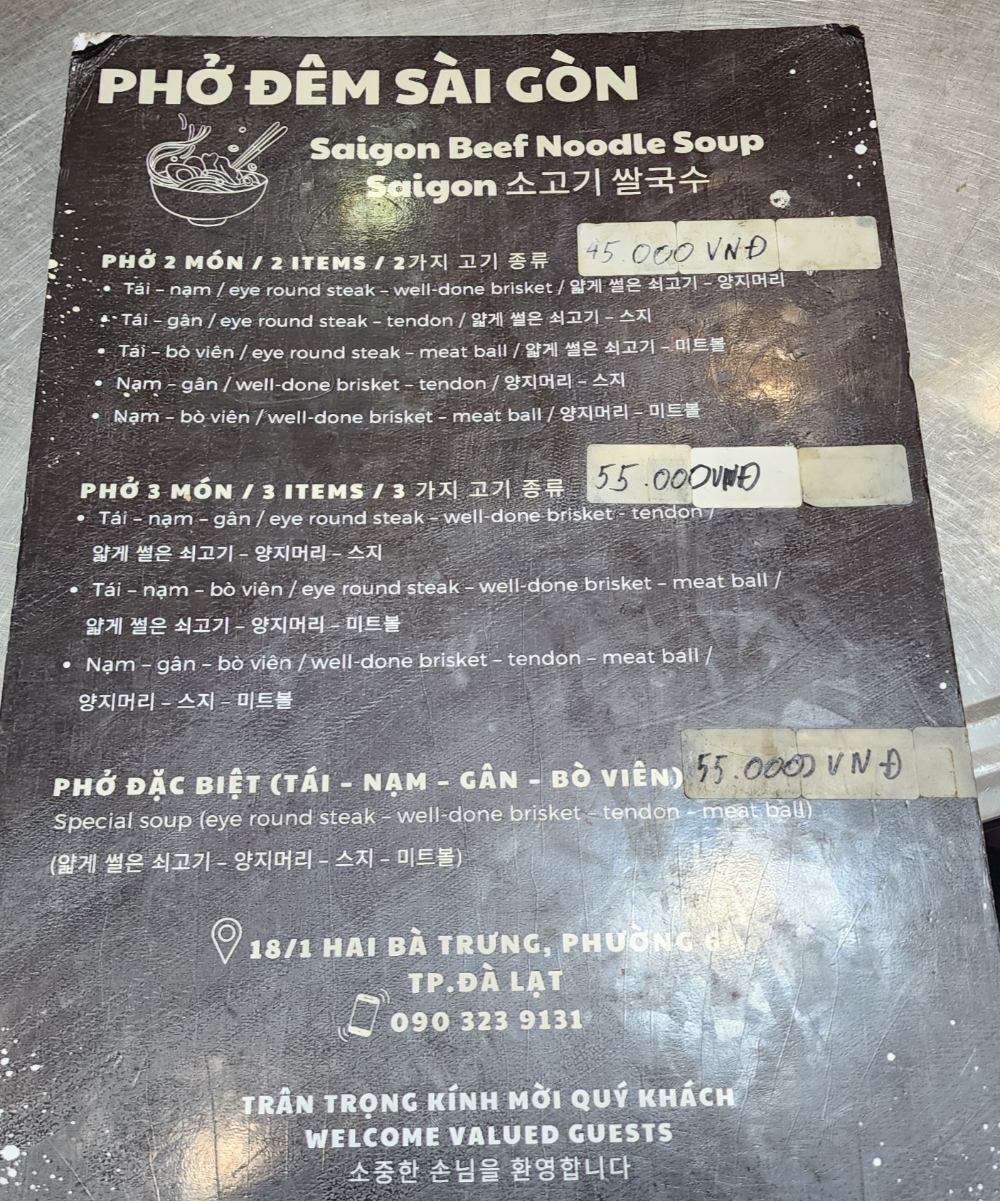 PHỞ ĐÊM SÀI GÒN
Saigon Beef Noodle Soup
Saigon 소고기 쌀국수
PHỞ 2 MÓN / 2 ITEMS / 2가지 고기 종류 45.000 VNĐ
• Tái – nạm / eye round steak – well-done brisket / 얇게 썰은 쇠고기 – 양지머리
• Tái – gân / eye round steak – tendon / 얇게 썰은 쇠고기 – 스지
• Tái – bò viên / eye round steak – meat ball / 얇게 썰은 쇠고기 – 미트볼
• Nạm – gân / well-done brisket – tendon / 양지머리 – 스지
• Nạm – bò viên / well-done brisket – meat ball / 양지머리 – 미트볼
PHỞ 3 MÓN / 3 ITEMS / 3 가지 고기 종류 55.000VNĐ
• Tái – nạm – gân / eye round steak – well-done brisket - tendon /
얇게 썰은 쇠고기 – 양지머리 – 스지
• Tái – nạm – bò viên / eye round steak – well-done brisket – meat ball /
얇게 썰은 쇠고기 – 양지머리 – 미트볼
• Nạm – gân – bò viên / well-done brisket – tendon – meat ball /
양지머리 – 스지 – 미트볼
PHỞ ĐẶC BIỆT (TÁI – NẠM – GÂN – BÒ VIÊN) 55.000 VNĐ
Special soup (eye round steak – well-done brisket – tendon – meat ball)
(얇게 썰은 쇠고기 – 양지머리 – 스지 – 미트볼)
18/1 HAI BÀ TRƯNG, PHƯỜNG 6
TP.ĐÀ LẠT
090 323 9131
TRÂN TRỌNG KÍNH MỜI QUÝ KHÁCH
WELCOME VALUED GUESTS
소중한 손님을 환영합니다